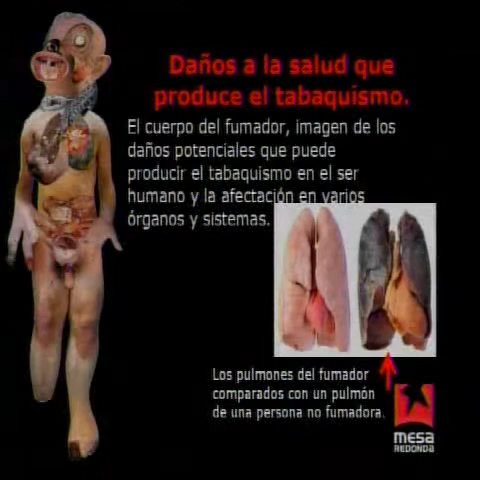 Daños a la salud que
produce el tabaquismo.
El cuerpo del fumador, imagen de los
daños potenciales que puede
producir el tabaquismo en el ser
humano y la afectación en varios
órganos y sistemas.
Los pulmones del fumador
comparados con un pulmón
de una persona no fumadora.
mesa
REDONDA